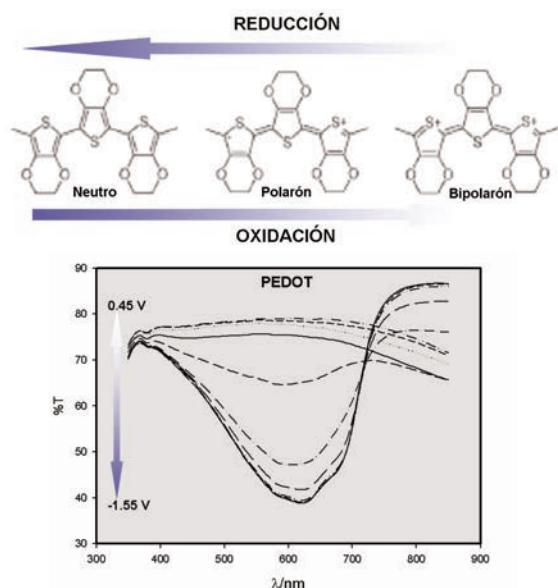 REDUCCIÓN
O O
S S+ S+ S+
S S S
O O O O O O O O
Neutro Polarón Bipolarón
OXIDACIÓN
PEDOT
90
0.45 V
80
70
%T
60
50
-1.55 V
40
30
300 400 500 600 700 800 900
λ/nm